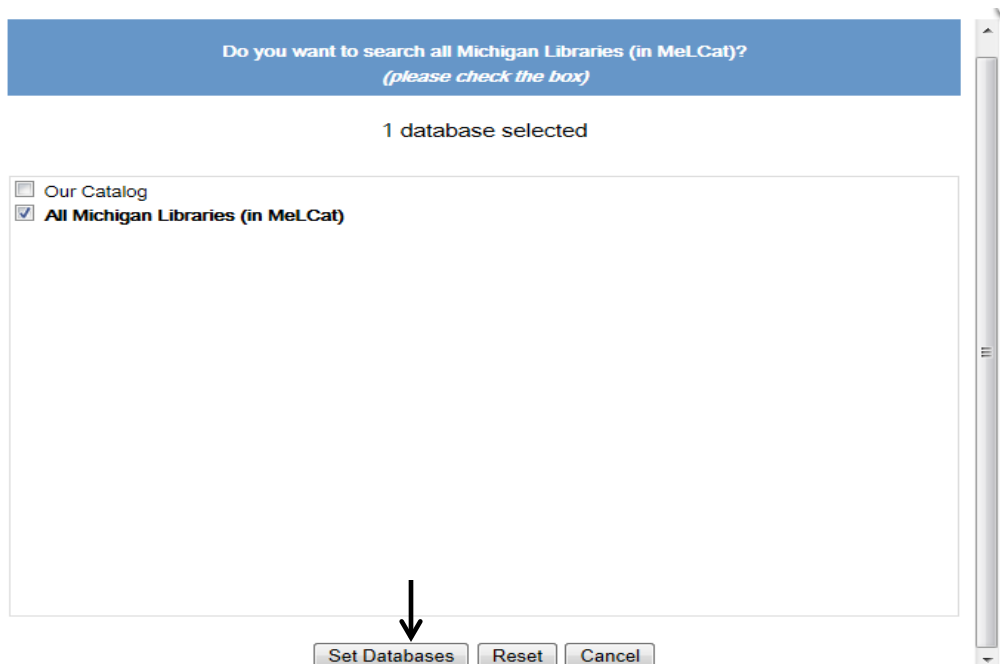 Do you want to search all Michigan Libraries (in MeLCat)?
(please check the box)
1 database selected
Our Catalog
All Michigan Libraries (in MeLCat)
Set Databases Reset Cancel